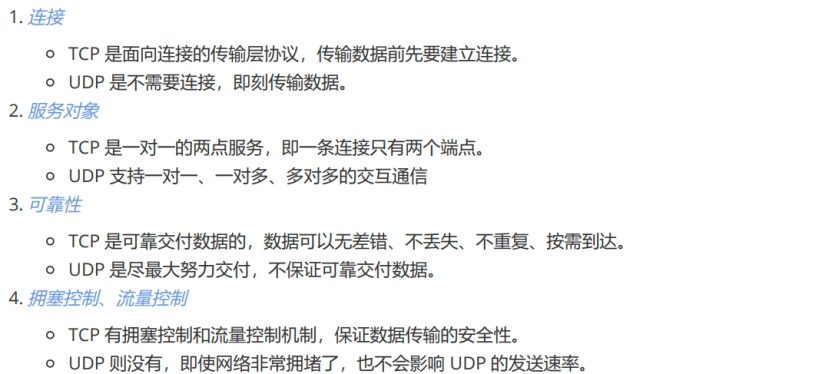 1. 连接
TCP 是面向连接的传输层协议，传输数据前先要建立连接。
UDP 是不需要连接，即刻传输数据。
2. 服务对象
TCP 是一对一的两点服务，即一条连接只有两个端点。
UDP 支持一对一、一对多、多对多的交互通信
3. 可靠性
TCP 是可靠交付数据的，数据可以无差错、不丢失、不重复、按需到达。
UDP 是尽最大努力交付，不保证可靠交付数据。
4. 拥塞控制、流量控制
TCP 有拥塞控制和流量控制机制，保证数据传输的安全性。
UDP 则没有，即使网络非常拥堵了，也不会影响 UDP 的发送速率。